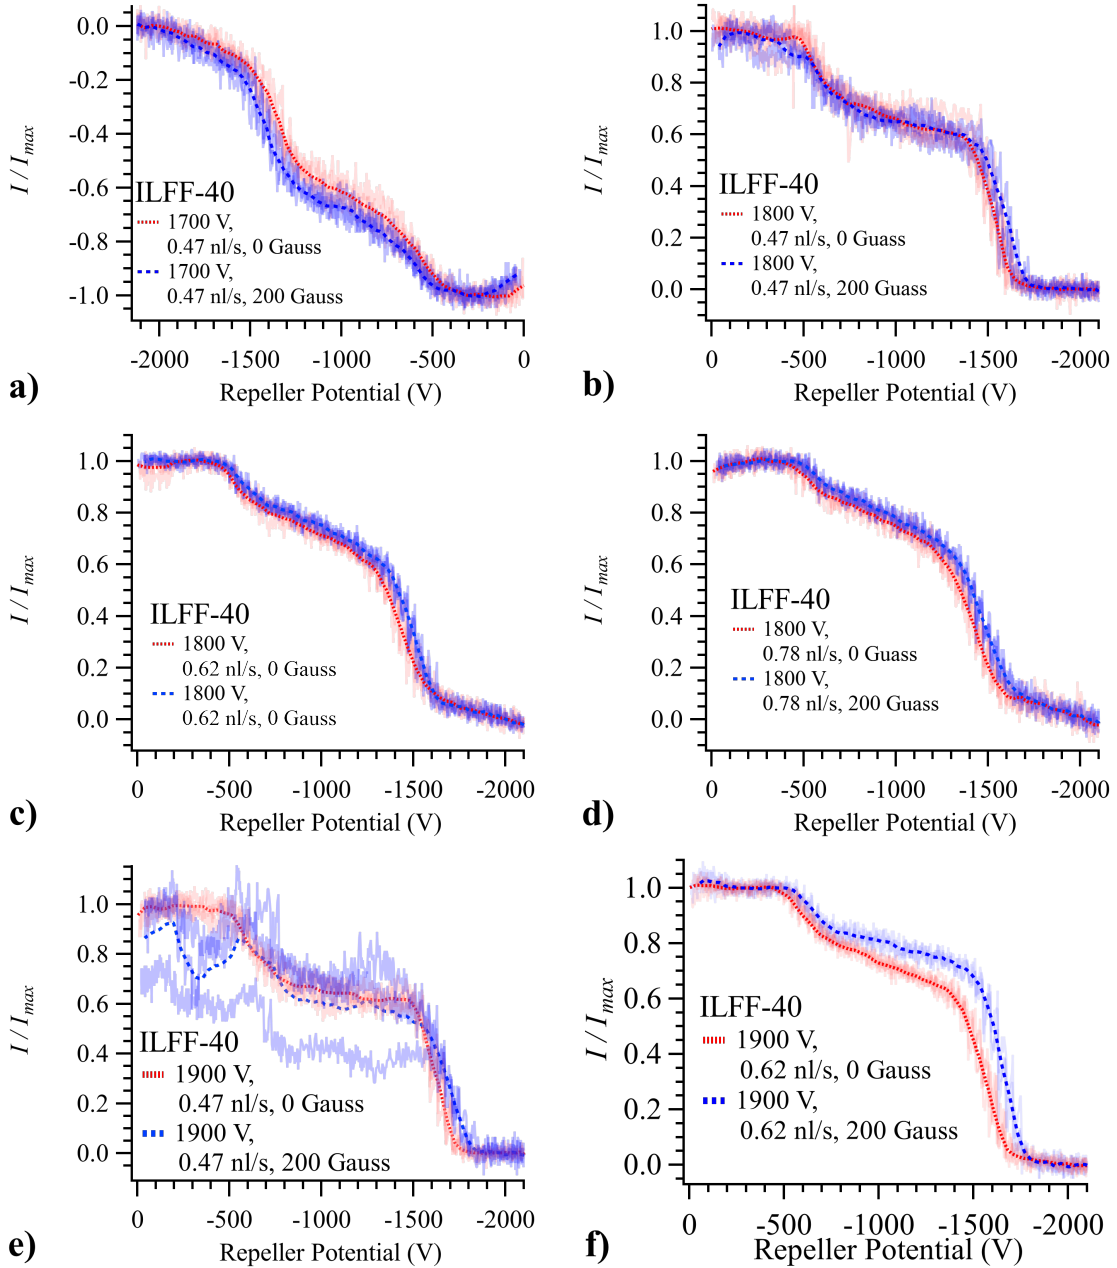 0.0
-0.2
-0.4
-0.6
-0.8
-1.0
I / Imax
ILFF-40
1700 V,
0.47 nl/s, 0 Gauss
1700 V,
0.47 nl/s, 200 Gauss
-2000 -1500 -1000 -500 0
Repeller Potential (V)
a)
1.0
0.8
0.6
0.4
0.2
0.0
I / Imax
ILFF-40
1800 V,
0.47 nl/s, 0 Guass
1800 V,
0.47 nl/s, 200 Guass
0 -500 -1000 -1500 -2000
Repeller Potential (V)
b)
1.0
0.8
0.6
0.4
0.2
0.0
I / Imax
ILFF-40
1800 V,
0.62 nl/s, 0 Gauss
1800 V,
0.62 nl/s, 0 Gauss
0 -500 -1000 -1500 -2000
Repeller Potential (V)
c)
1.0
0.8
0.6
0.4
0.2
0.0
I / Imax
ILFF-40
1800 V,
0.78 nl/s, 0 Guass
1800 V,
0.78 nl/s, 200 Guass
0 -500 -1000 -1500 -2000
Repeller Potential (V)
d)
1.0
0.8
0.6
0.4
0.2
0.0
I / Imax
ILFF-40
1900 V,
0.47 nl/s, 0 Gauss
1900 V,
0.47 nl/s, 200 Gauss
0 -500 -1000 -1500 -2000
Repeller Potential (V)
e)
1.0
0.8
0.6
0.4
0.2
0.0
I / Imax
ILFF-40
1900 V,
0.62 nl/s, 0 Gauss
1900 V,
0.62 nl/s, 200 Gauss
0 -500 -1000 -1500 -2000
Repeller Potential (V)
f)